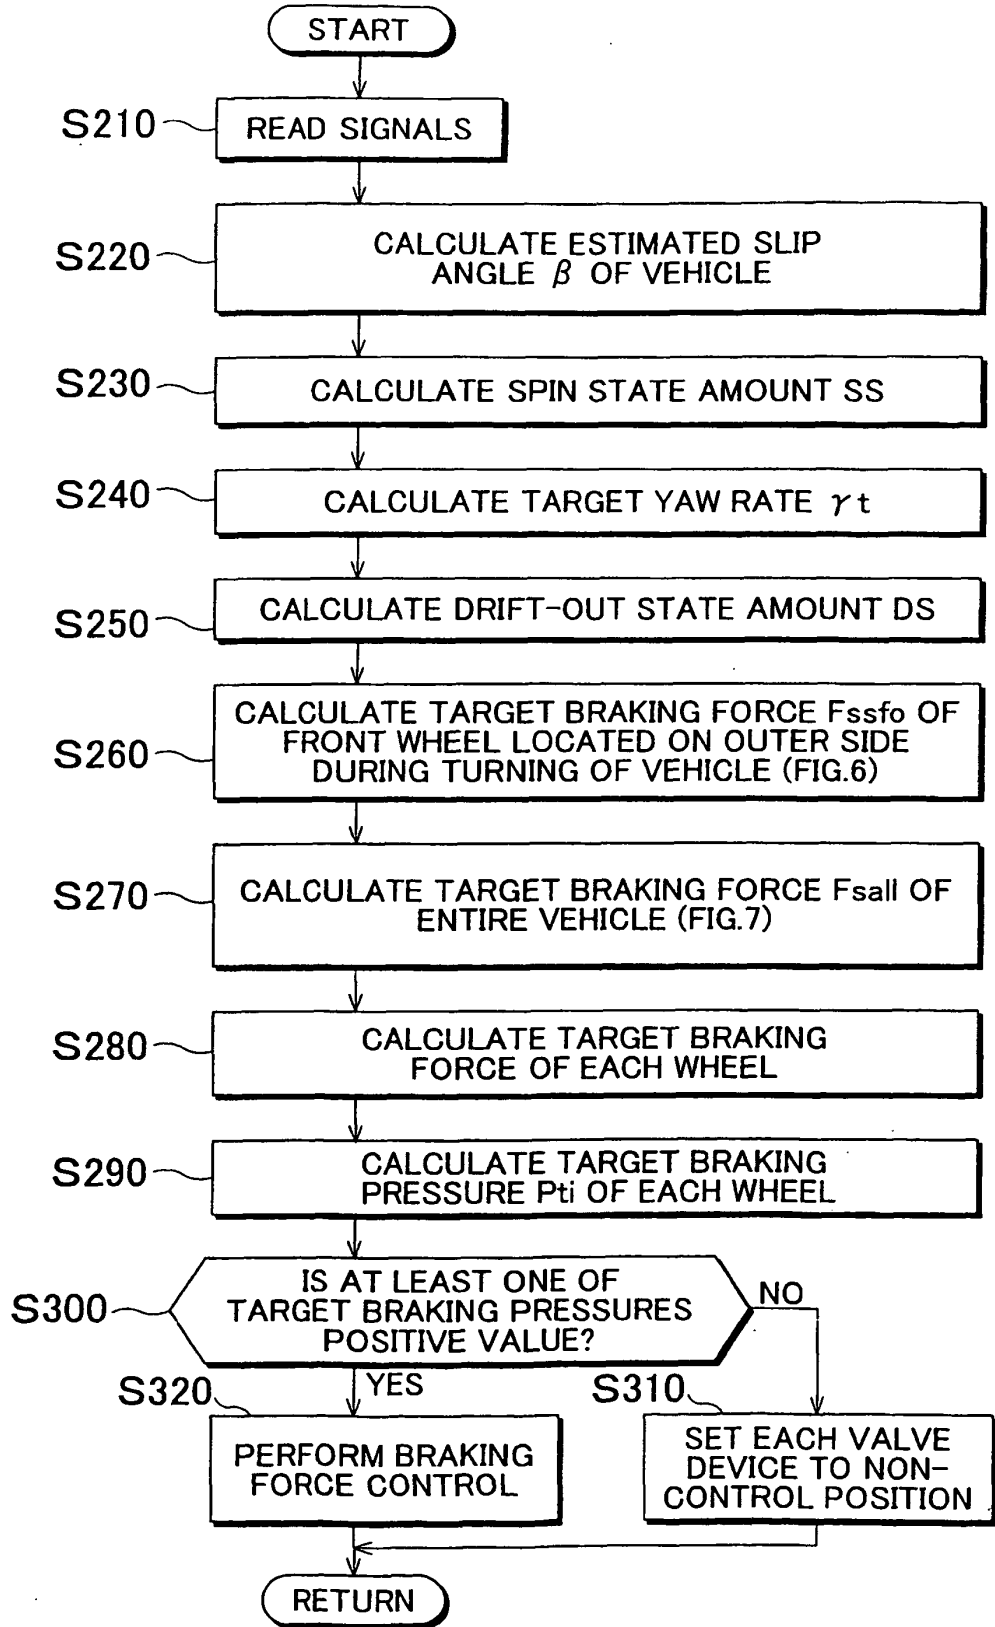 START
S210
READ SIGNALS
S220
CALCULATE ESTIMATED SLIP
ANGLE β OF VEHICLE
S230
CALCULATE SPIN STATE AMOUNT SS
S240
CALCULATE TARGET YAW RATE γt
S250
CALCULATE DRIFT-OUT STATE AMOUNT DS
S260
CALCULATE TARGET BRAKING FORCE Fssfo OF
FRONT WHEEL LOCATED ON OUTER SIDE
DURING TURNING OF VEHICLE (FIG.6)
S270
CALCULATE TARGET BRAKING FORCE Fsall OF
ENTIRE VEHICLE (FIG.7)
S280
CALCULATE TARGET BRAKING
FORCE OF EACH WHEEL
S290
CALCULATE TARGET BRAKING
PRESSURE Pti OF EACH WHEEL
S300
IS AT LEAST ONE OF
TARGET BRAKING PRESSURES
POSITIVE VALUE?
NO
YES
S320
PERFORM BRAKING
FORCE CONTROL
S310
SET EACH VALVE
DEVICE TO NON-
CONTROL POSITION
RETURN